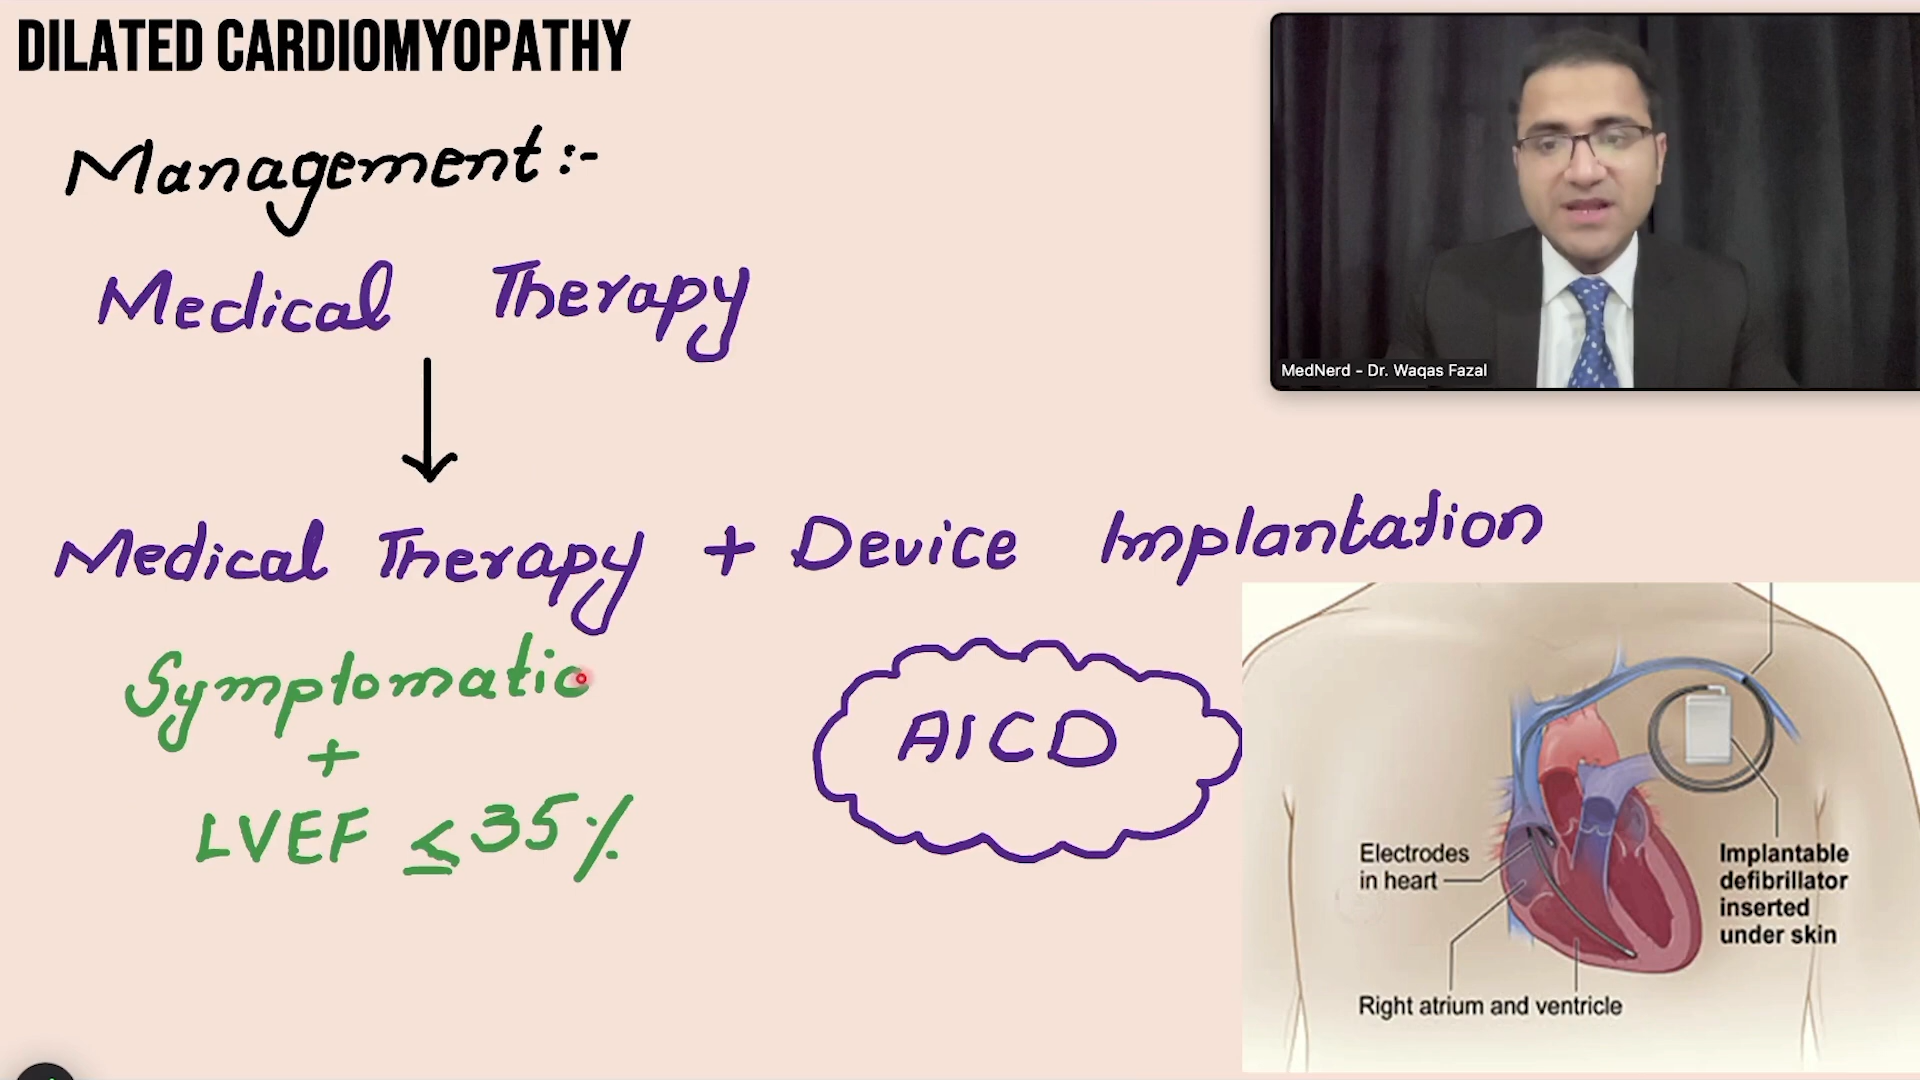 DILATED CARDIOMYOPATHY
Management:-
Medical Therapy
MedNerd - Dr. Waqas Fazal
Medical Therapy + Device Implantation
Symptomatic
+
LVEF ≤ 35%
AICD
Electrodes
in heart
Implantable
defibrillator
inserted
under skin
Right atrium and ventricle